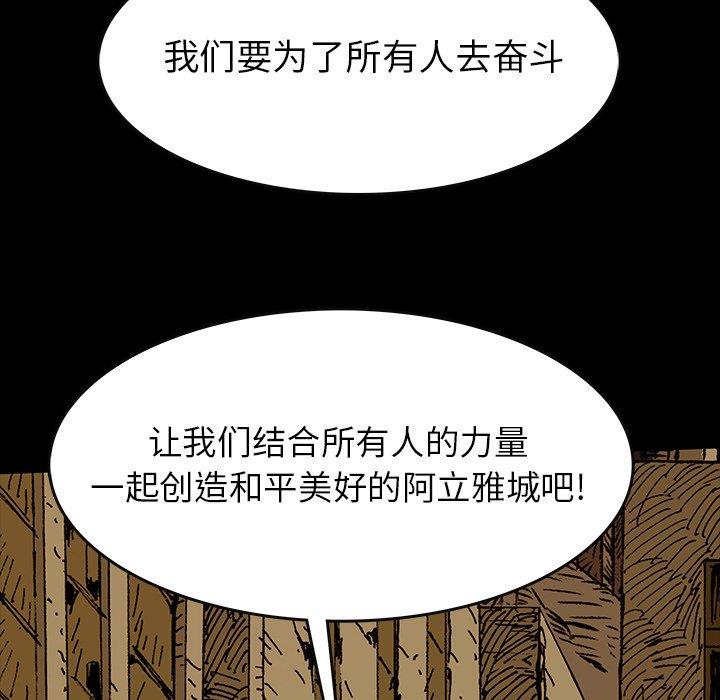 我们要为了所有人去奋斗
让我们结合所有人的力量
一起创造和平美好的阿立雅城吧!